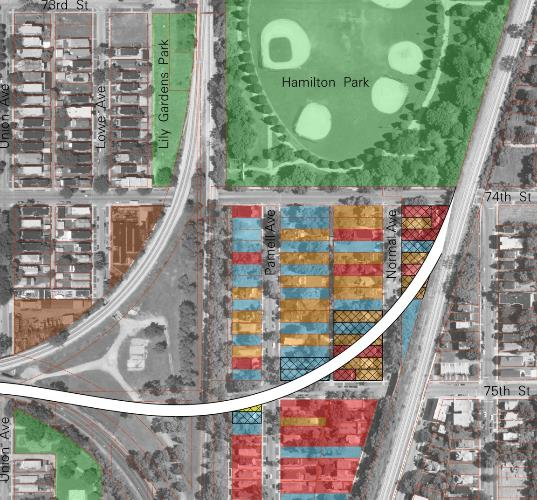 73rd St
Union Ave
Lowe Ave
Lily Gardens Park
Hamilton Park
74th St
Parnell Ave
Normal Ave
75th St
Union Ave